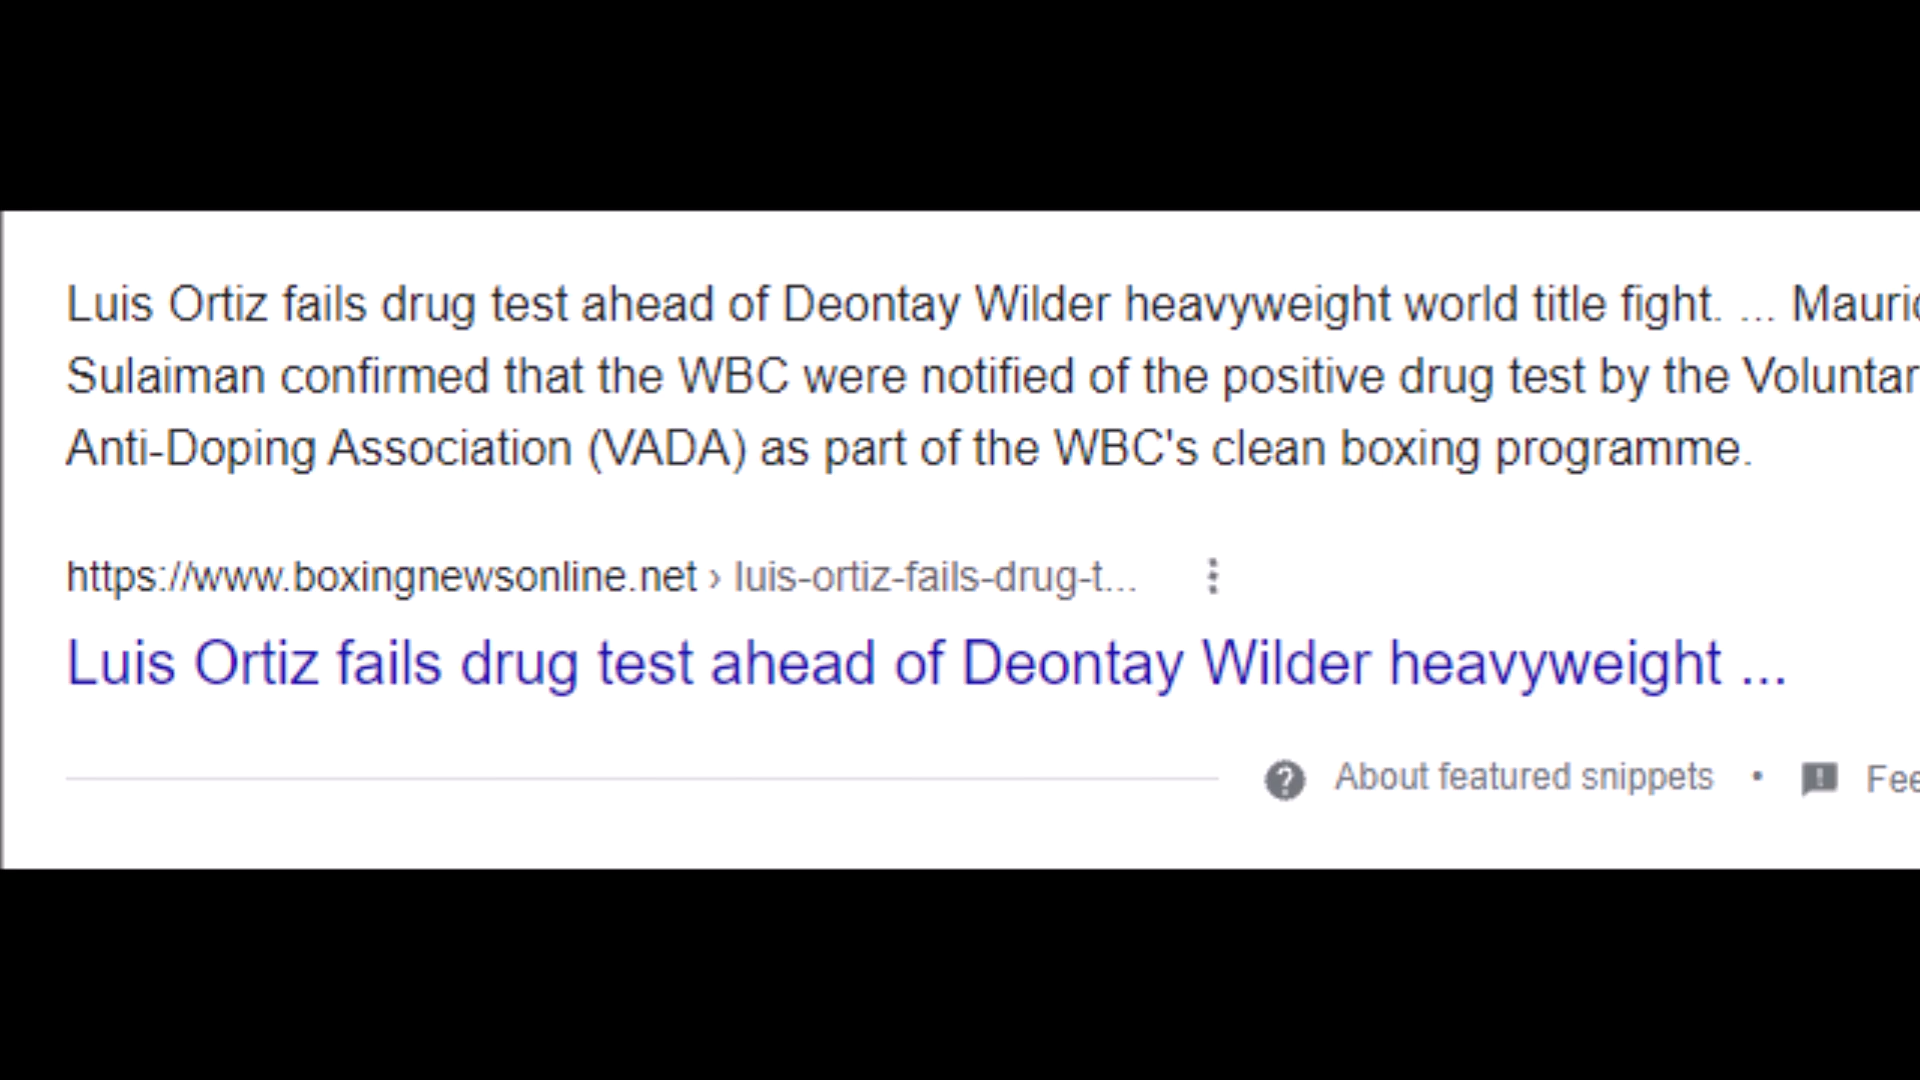 Luis Ortiz fails drug test ahead of Deontay Wilder heavyweight world title fight. ... Mauric
Sulaiman confirmed that the WBC were notified of the positive drug test by the Voluntar
Anti-Doping Association (VADA) as part of the WBC's clean boxing programme.
https://www.boxingnewsonline.net › luis-ortiz-fails-drug-t...
Luis Ortiz fails drug test ahead of Deontay Wilder heavyweight ...
About featured snippets • Fee